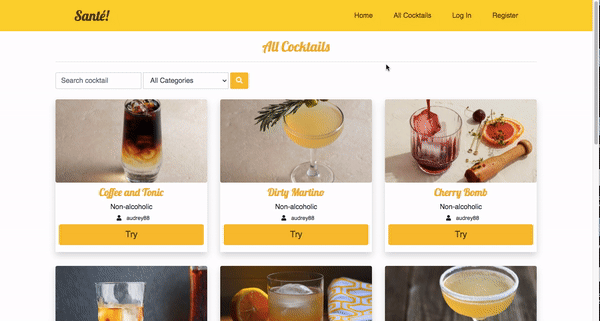 Santé!
Home All Cocktails Log In Register
All Cocktails
Search cocktail All Categories
Coffee and Tonic
Non-alcoholic
audrey88
Try
Dirty Martino
Non-alcoholic
audrey88
Try
Cherry Bomb
Non-alcoholic
audrey88
Try